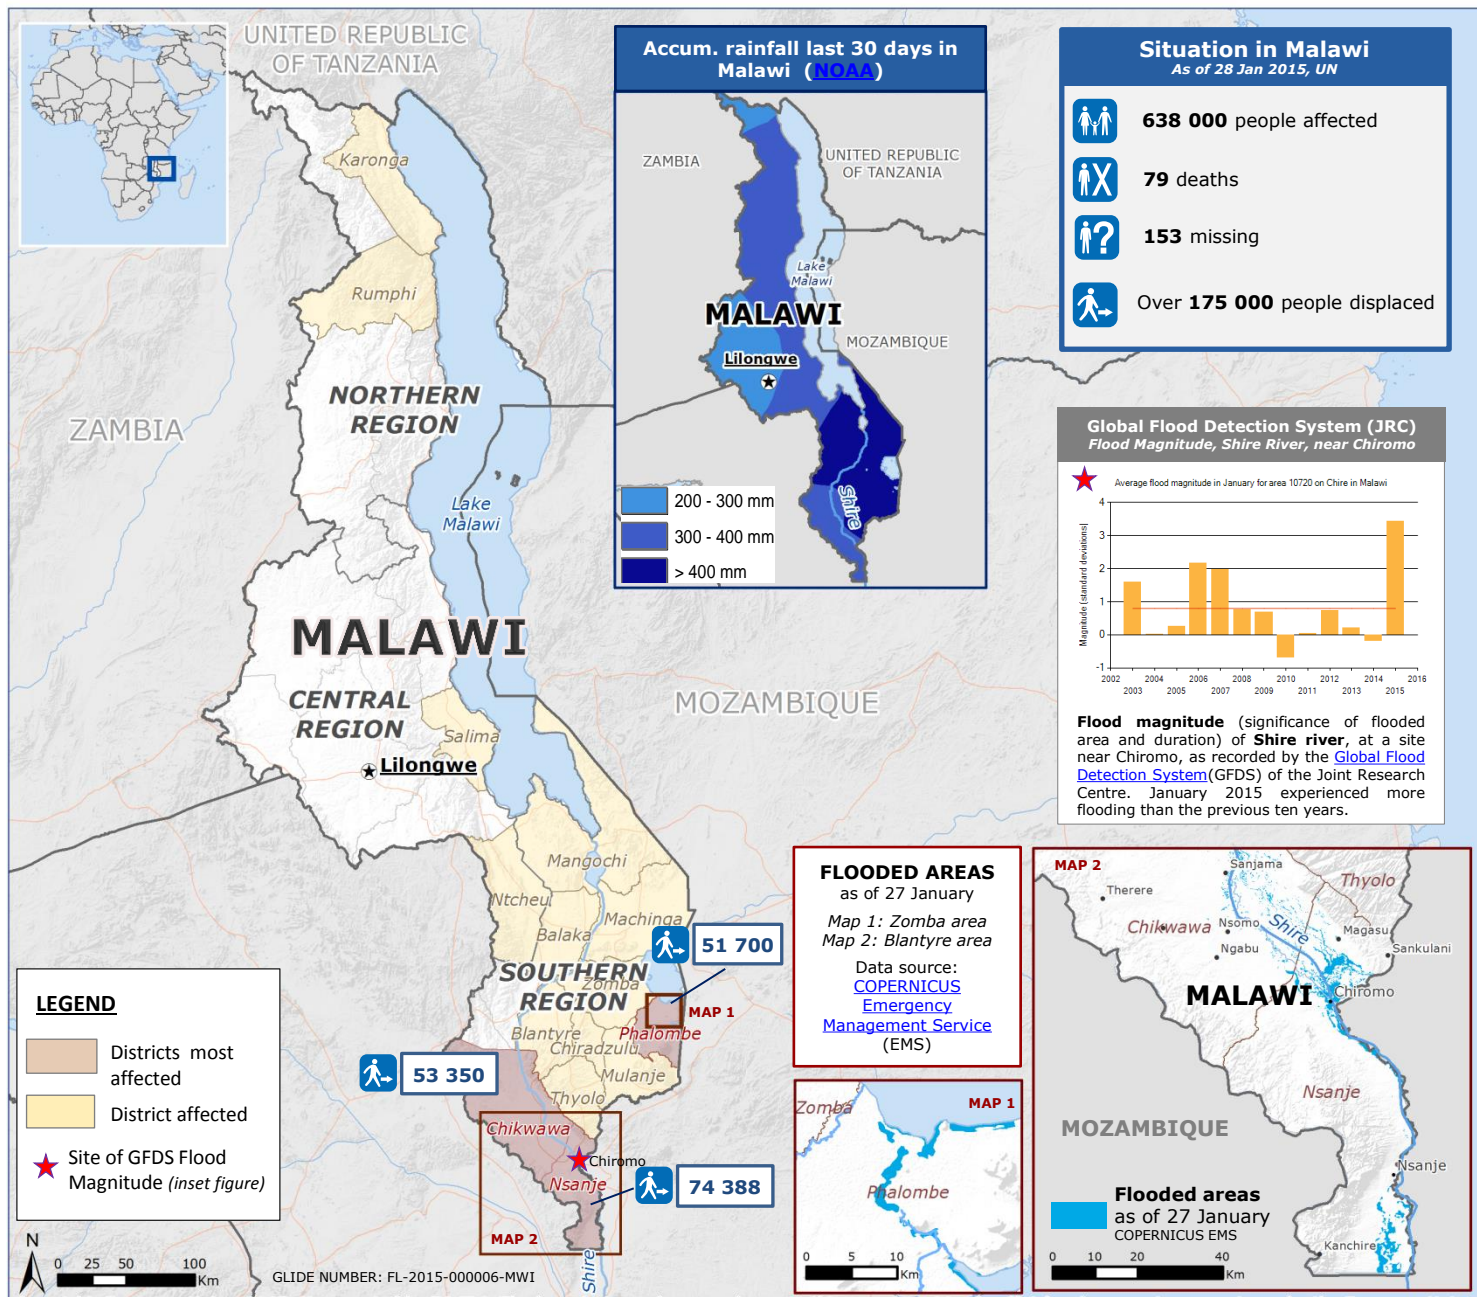 UNITED REPUBLIC
OF TANZANIA
Karonga
Rumphi
NORTHERN
REGION
ZAMBIA
Lake
Malawi
MALAWI
CENTRAL
REGION
Salima
Lilongwe
MOZAMBIQUE
Mangochi
Ntcheu
Machinga
Balaka
51 700
SOUTHERN
REGION
Zomba
MAP 1
Blantyre
Phalombe
Chiradzulu
53 350
Mulanje
Thyolo
Chikwawa
Chiromo
Nsanje
74 388
MAP 2
Shire
LEGEND
Districts most
affected
District affected
Site of GFDS Flood
Magnitude (inset figure)
N
0 25 50 100
Km
GLIDE NUMBER: FL-2015-000006-MWI
Accum. rainfall last 30 days in
Malawi (NOAA)
ZAMBIA
UNITED REPUBLIC
OF TANZANIA
Lake
Malawi
MALAWI
MOZAMBIQUE
Lilongwe
Shire
200 - 300 mm
300 - 400 mm
> 400 mm
Situation in Malawi
As of 28 Jan 2015, UN
638 000 people affected
79 deaths
153 missing
Over 175 000 people displaced
Global Flood Detection System (JRC)
Flood Magnitude, Shire River, near Chiromo
Average flood magnitude in January for area 10720 on Chire in Malawi
Magnitude (standard deviations)
4
3
2
1
0
-1
2002 2004 2006 2008 2010 2012 2014 2016
2003 2005 2007 2009 2011 2013 2015
Flood magnitude (significance of flooded
area and duration) of Shire river, at a site
near Chiromo, as recorded by the Global Flood
Detection System(GFDS) of the Joint Research
Centre. January 2015 experienced more
flooding than the previous ten years.
FLOODED AREAS
as of 27 January
Map 1: Zomba area
Map 2: Blantyre area
Data source:
COPERNICUS
Emergency
Management Service
(EMS)
MAP 1
Zomba
Phalombe
0 5 10
Km
MAP 2
Sanjama
Thyolo
Therere
Chikwawa
Nsomo
Shire
Magasu
Ngabu
Sankulani
MALAWI
Chiromo
Nsanje
MOZAMBIQUE
Nsanje
Flooded areas
as of 27 January
COPERNICUS EMS
Kanchire
0 10 20 40
Km